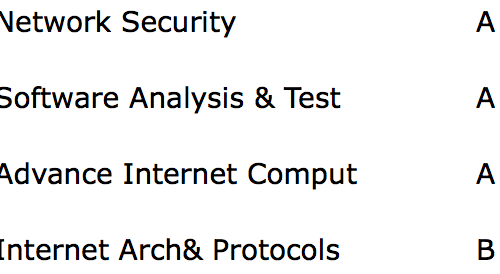 Network Security A
Software Analysis & Test A
Advance Internet Comput A
Internet Arch& Protocols B